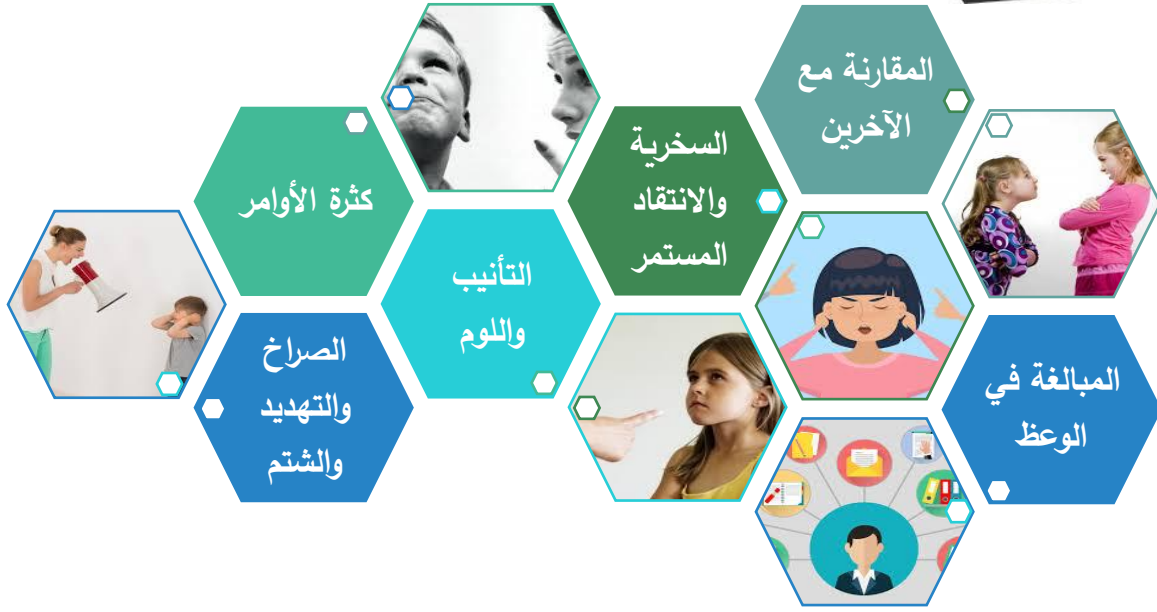 المقارنة مع
الآخرين
السخرية
والانتقاد
المستمر
كثرة الأوامر
التأنيب
واللوم
المبالغة في
الوعظ
الصراخ
والتهديد
والشتم